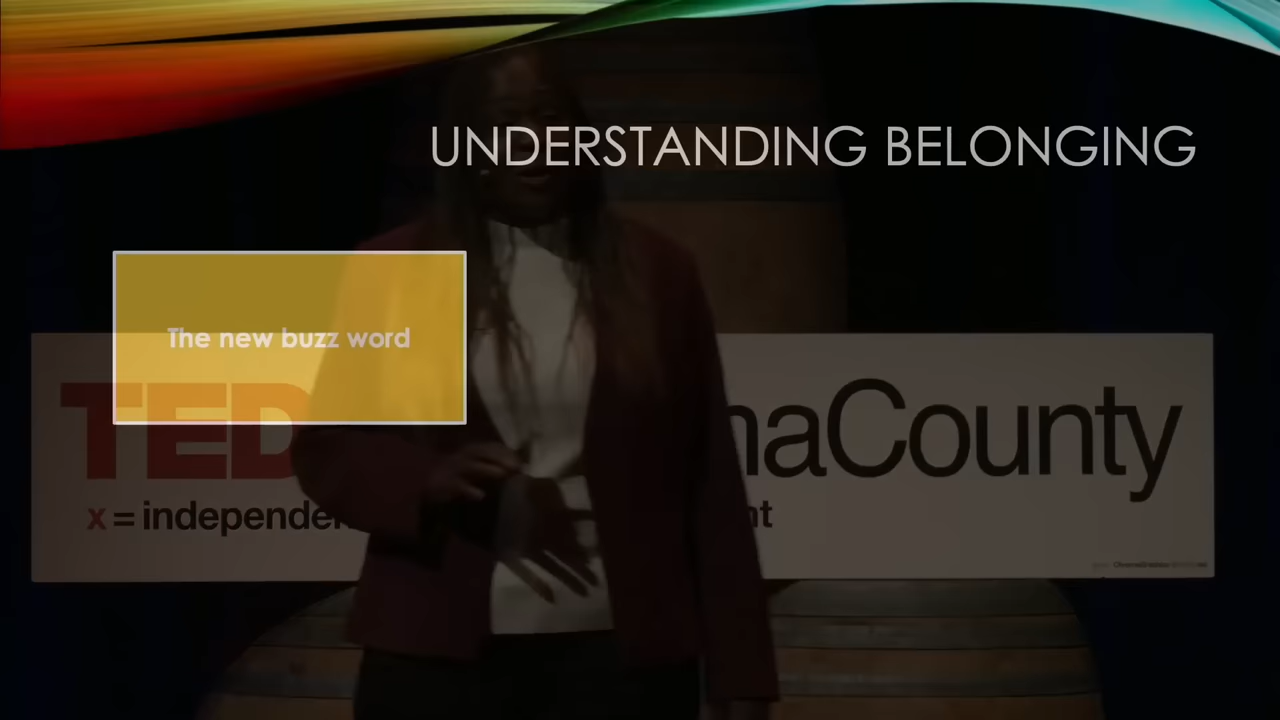 UNDERSTANDING BELONGING
The new buzz word
TED
naCounty
x = independen
nt